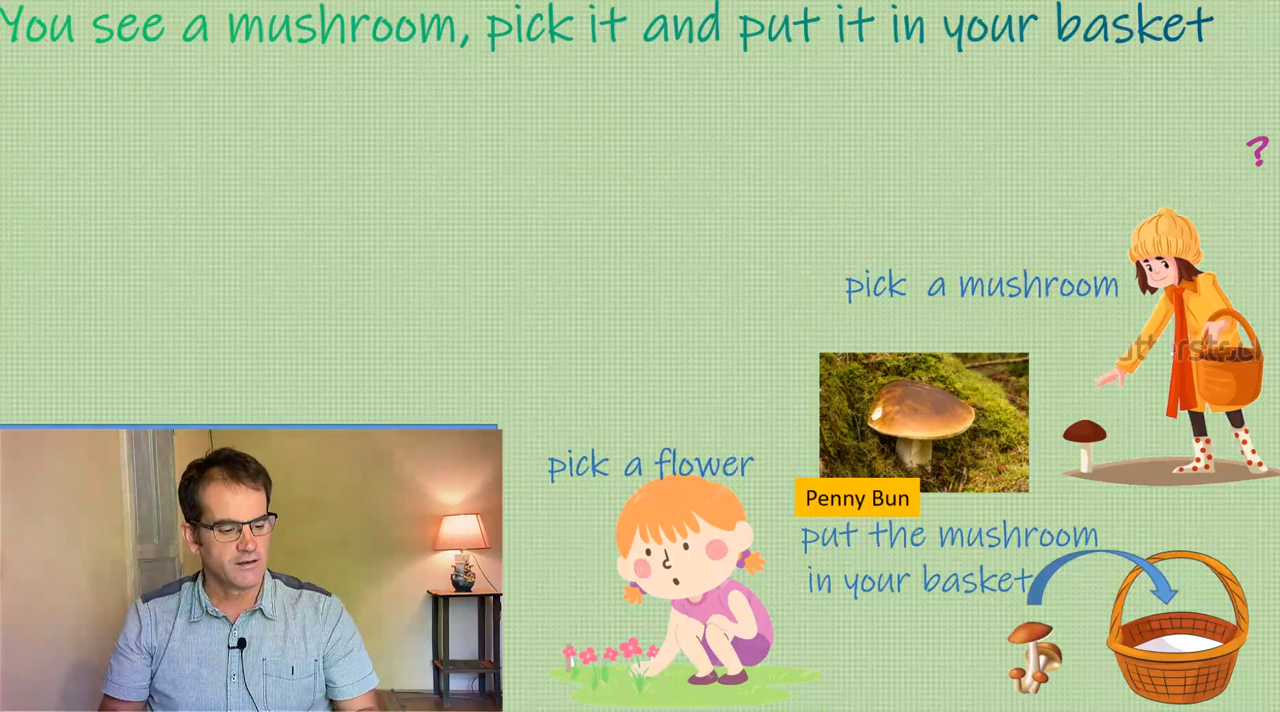 You see a mushroom, pick it and put it in your basket
?
pick a mushroom
pick a flower
Penny Bun
put the mushroom
in your basket